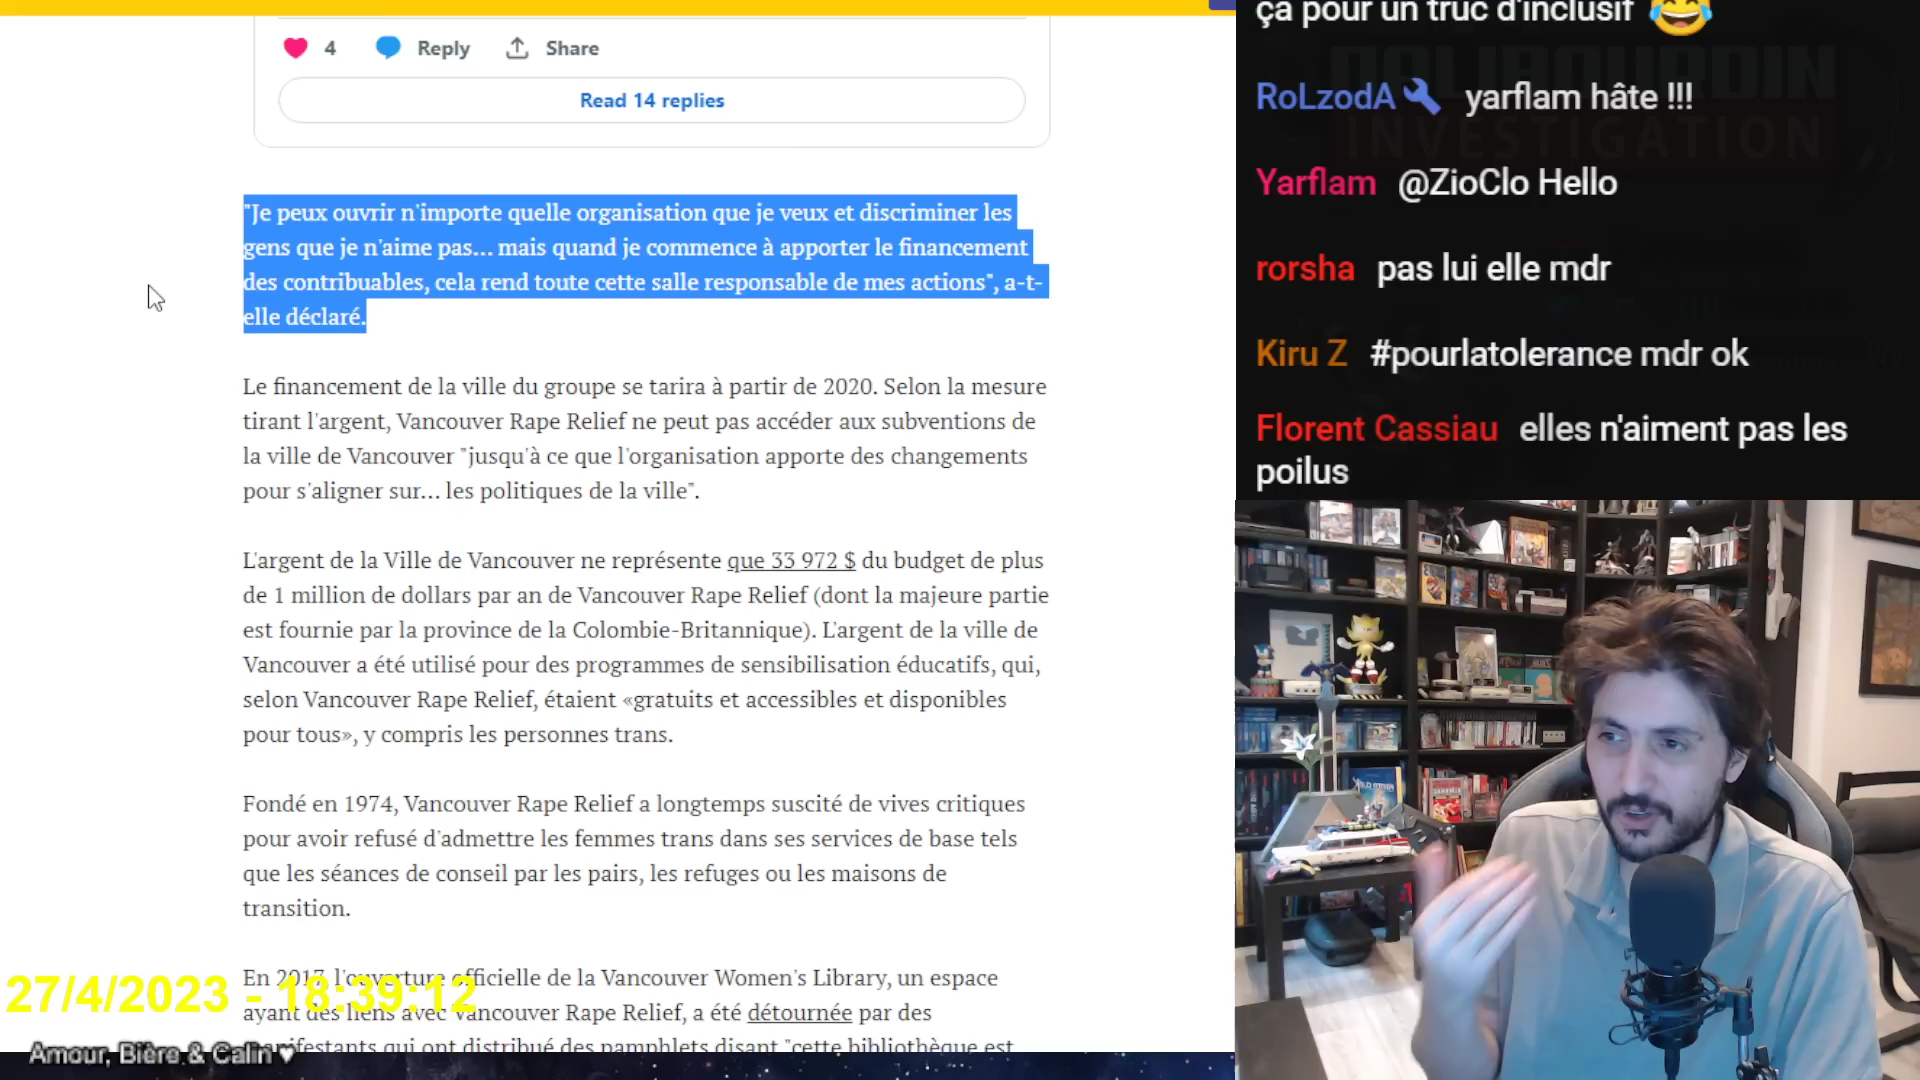 4 Reply Share
Read 14 replies
"Je peux ouvrir n'importe quelle organisation que je veux et discriminer les
gens que je n'aime pas... mais quand je commence à apporter le financement
des contribuables, cela rend toute cette salle responsable de mes actions", a-t-
elle déclaré.
Le financement de la ville du groupe se tarira à partir de 2020. Selon la mesure
tirant l'argent, Vancouver Rape Relief ne peut pas accéder aux subventions de
la ville de Vancouver "jusqu'à ce que l'organisation apporte des changements
pour s'aligner sur... les politiques de la ville".
L'argent de la Ville de Vancouver ne représente que 33 972 $ du budget de plus
de 1 million de dollars par an de Vancouver Rape Relief (dont la majeure partie
est fournie par la province de la Colombie-Britannique). L'argent de la ville de
Vancouver a été utilisé pour des programmes de sensibilisation éducatifs, qui,
selon Vancouver Rape Relief, étaient «gratuits et accessibles et disponibles
pour tous», y compris les personnes trans.
Fondé en 1974, Vancouver Rape Relief a longtemps suscité de vives critiques
pour avoir refusé d'admettre les femmes trans dans ses services de base tels
que les séances de conseil par les pairs, les refuges ou les maisons de
transition.
En 2017, l'ouverture officielle de la Vancouver Women's Library, un espace
ayant des liens avec Vancouver Rape Relief, a été détournée par des
manifestants qui ont distribué des pamphlets disant "cette bibliothèque est
27/4/2023 - 18:39:12
Amour, Bière & Calin ♥
ça pour un truc d'inclusif 😂
RoLzodA yarflam hâte !!!
Yarflam @ZioClo Hello
rorsha pas lui elle mdr
Kiru Z #pourlatolerance mdr ok
Florent Cassiau elles n'aiment pas les
poilus
INVESTIGATION